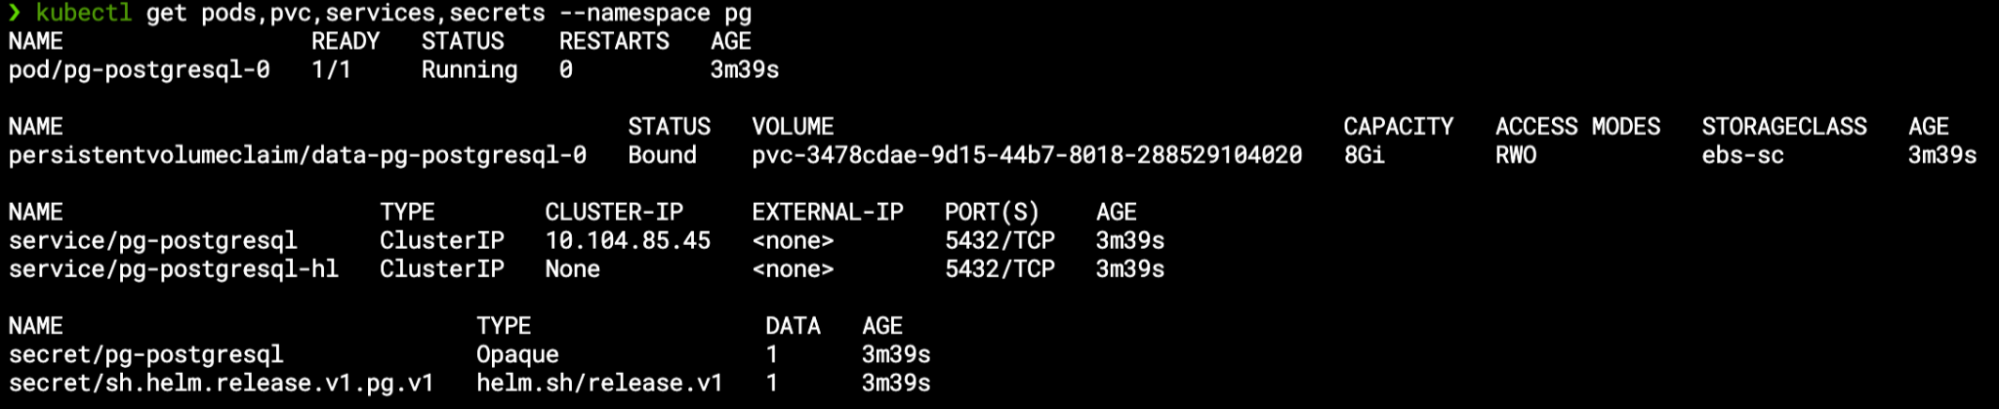 ❯ kubectl get pods,pvc,services,secrets --namespace pg
NAME READY STATUS RESTARTS AGE
pod/pg-postgresql-0 1/1 Running 0 3m39s
NAME STATUS VOLUME CAPACITY ACCESS MODES STORAGECLASS AGE
persistentvolumeclaim/data-pg-postgresql-0 Bound pvc-3478cdae-9d15-44b7-8018-288529104020 8Gi RWO ebs-sc 3m39s
NAME TYPE CLUSTER-IP EXTERNAL-IP PORT(S) AGE
service/pg-postgresql ClusterIP 10.104.85.45 <none> 5432/TCP 3m39s
service/pg-postgresql-hl ClusterIP None <none> 5432/TCP 3m39s
NAME TYPE DATA AGE
secret/pg-postgresql Opaque 1 3m39s
secret/sh.helm.release.v1.pg.v1 helm.sh/release.v1 1 3m39s